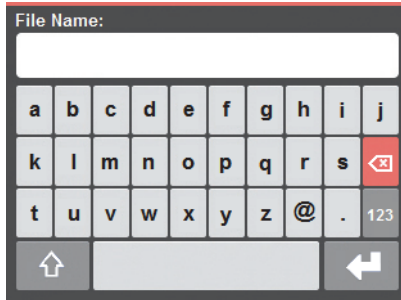 File Name:
a b c d e f g h i j
k l m n o p q r s
t u v w x y z @ . 123